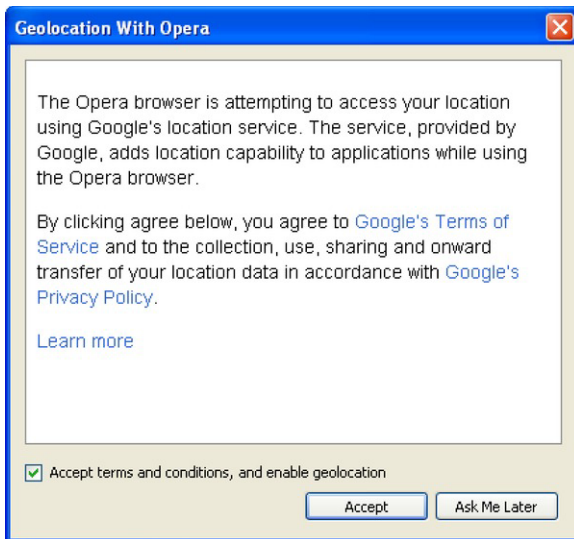 Geolocation With Opera
The Opera browser is attempting to access your location
using Google's location service. The service, provided by
Google, adds location capability to applications while using
the Opera browser.
By clicking agree below, you agree to Google's Terms of
Service and to the collection, use, sharing and onward
transfer of your location data in accordance with Google's
Privacy Policy.
Learn more
Accept terms and conditions, and enable geolocation
Accept Ask Me Later